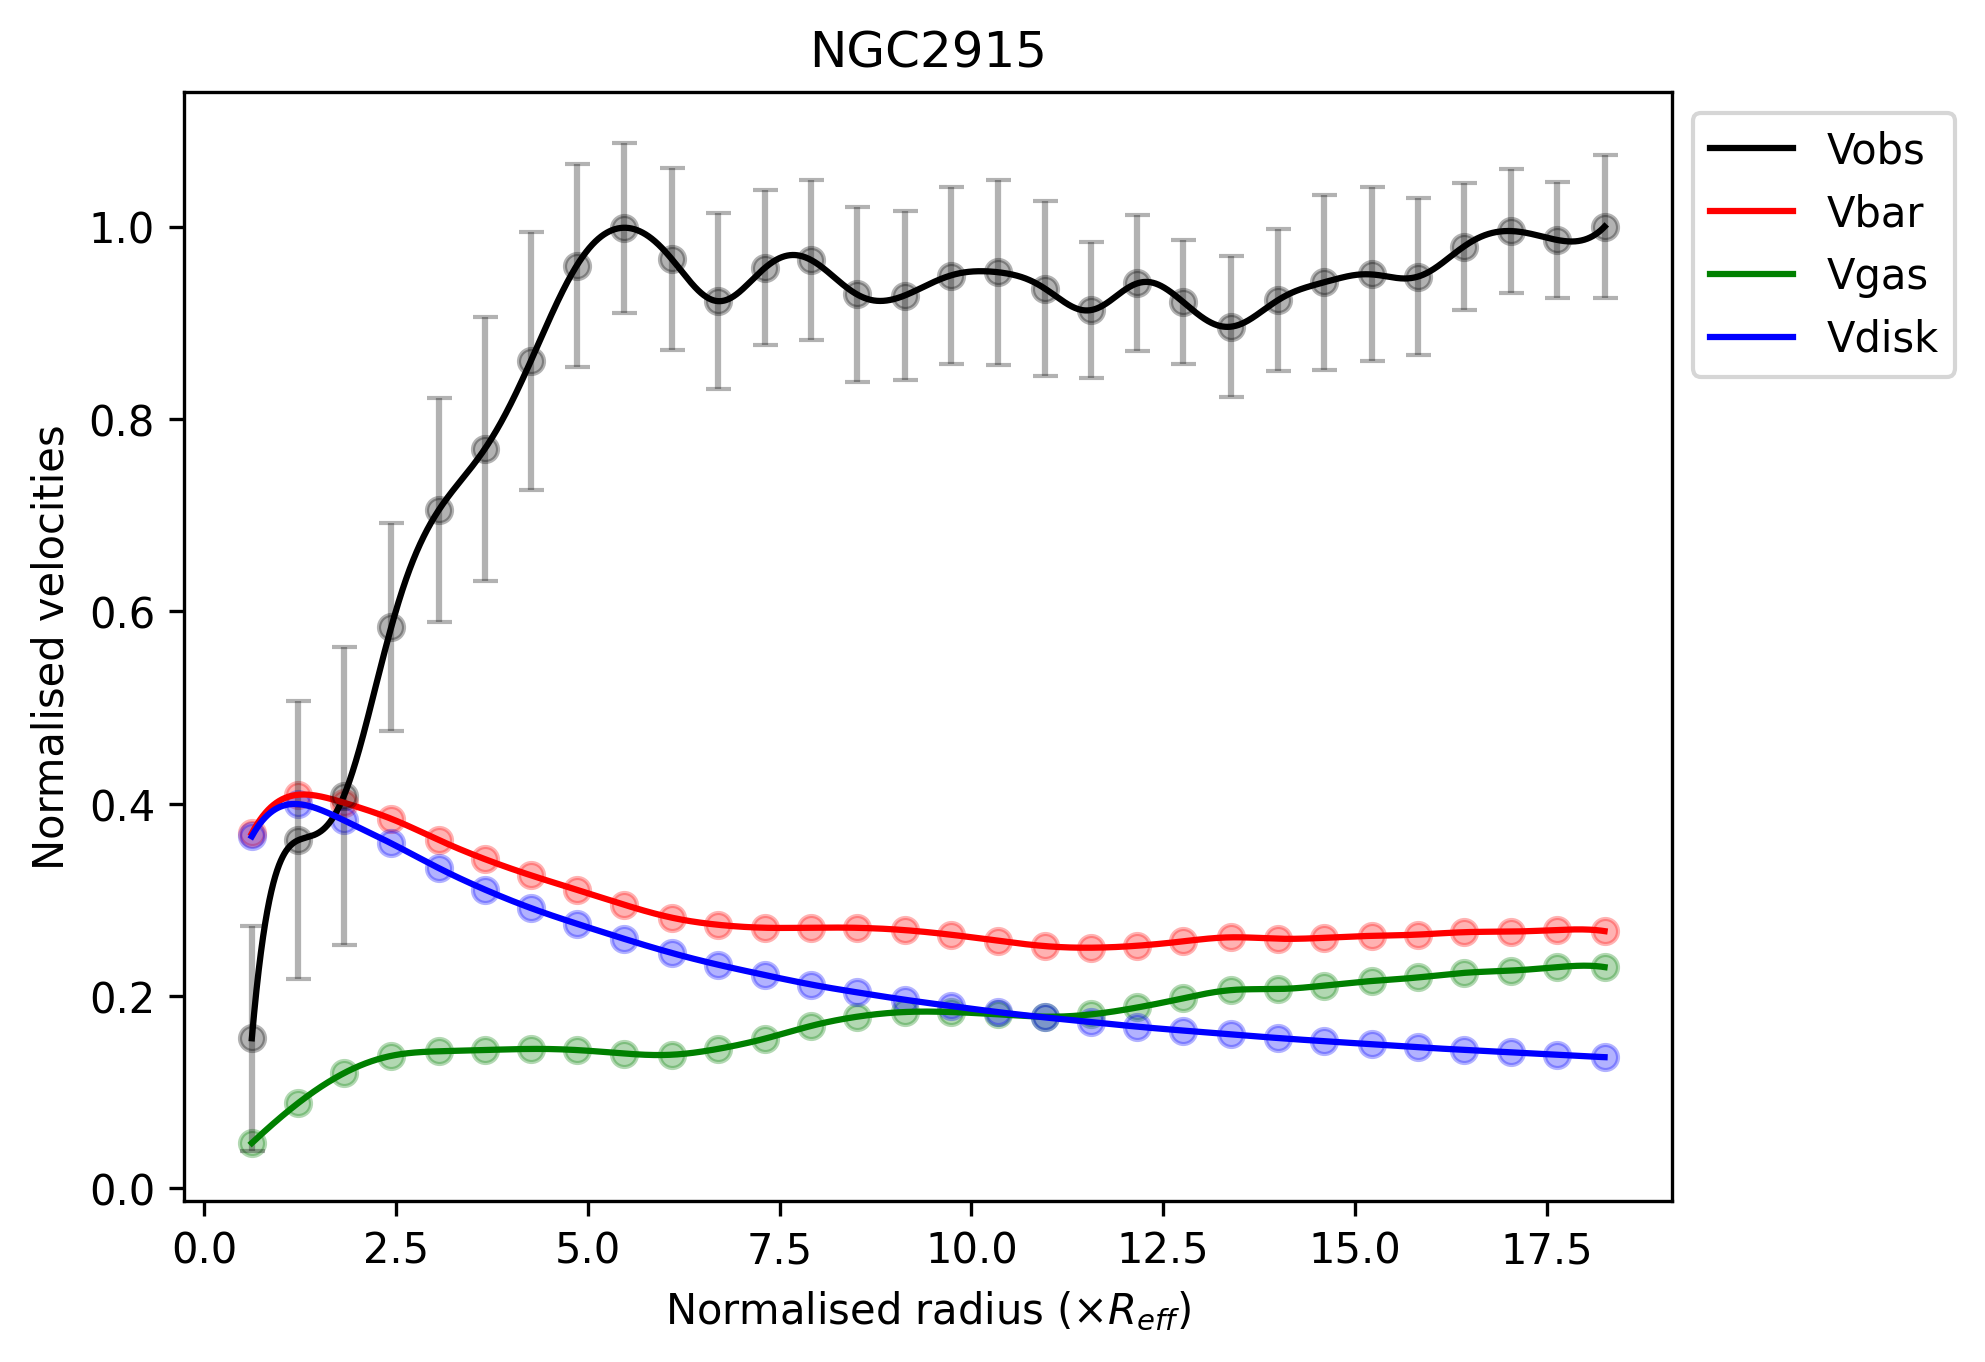 NGC2915
Vobs
Vbar
Vgas
Vdisk
Normalised velocities
1.0
0.8
0.6
0.4
0.2
0.0
0.0 2.5 5.0 7.5 10.0 12.5 15.0 17.5
Normalised radius (×R_eff)